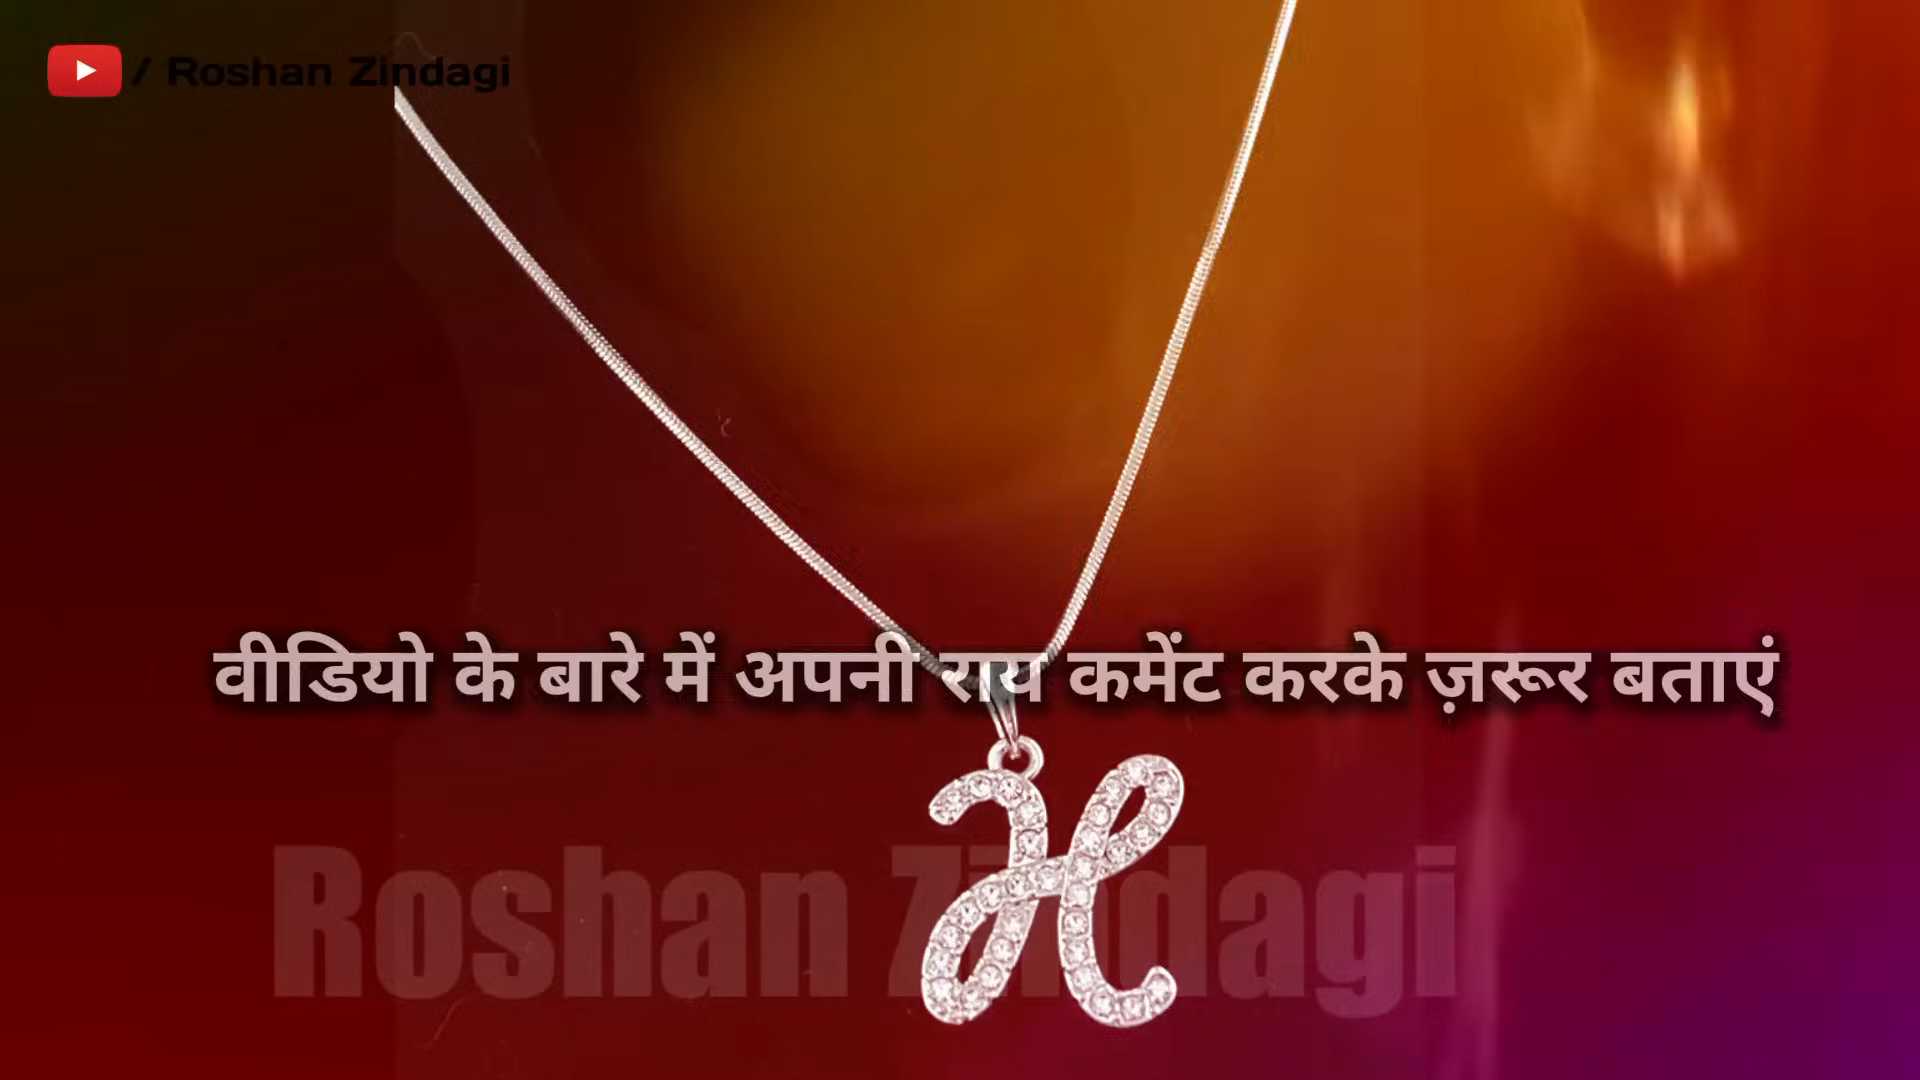 / Roshan Zindagi
वीडियो के बारे में अपनी राय कमेंट करके ज़रूर बताएं
H
Roshan Zindagi